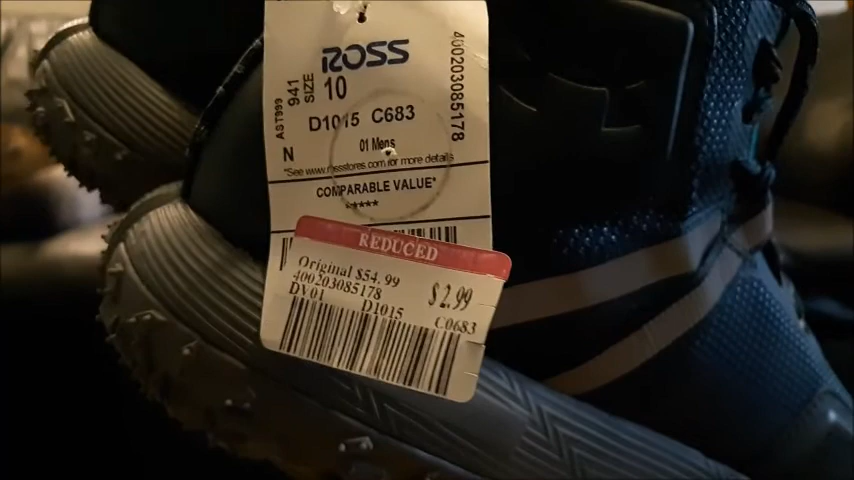 ROSS
AST999 941 SIZE 10
D1015 C683
01 Mens
400203085178
N
*See www.rossstores.com for more details
COMPARABLE VALUE*
*****
REDUCED
Original $54.99
400203085178
DV01 D1015
$2.99
C0683